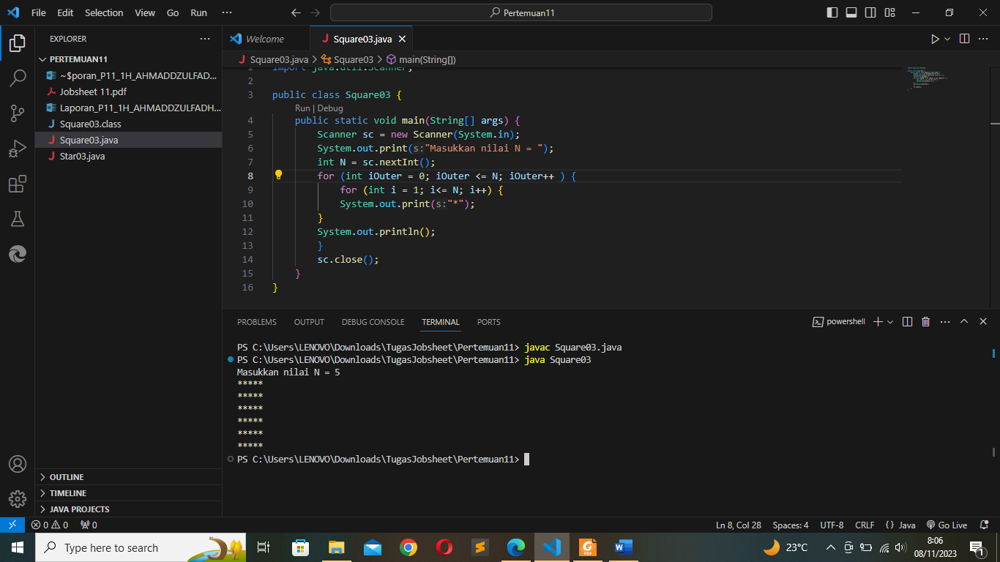 File Edit Selection View Go Run ···
Pertemuan11
EXPLORER
PERTEMUAN11
~$poran_P11_1H_AHMADDZULFAD...
Jobsheet 11.pdf
Laporan_P11_1H_AHMADDZULFADH...
Square03.class
Square03.java
Star03.java
OUTLINE
TIMELINE
JAVA PROJECTS
Welcome
Square03.java
Square03.java > Square03 > main(String[])
1 import java.util.Scanner;
2
3 public class Square03 {
Run | Debug
4 public static void main(String[] args) {
5 Scanner sc = new Scanner(System.in);
6 System.out.print(s:"Masukkan nilai N = ");
7 int N = sc.nextInt();
8 for (int iOuter = 0; iOuter <= N; iOuter++ ) {
9 for (int i = 1; i<= N; i++) {
10 System.out.print(s:"*");
11 }
12 System.out.println();
13 }
14 sc.close();
15 }
16 }
PROBLEMS OUTPUT DEBUG CONSOLE TERMINAL PORTS
powershell
PS C:\Users\LENOVO\Downloads\TugasJobsheet\Pertemuan11> javac Square03.java
PS C:\Users\LENOVO\Downloads\TugasJobsheet\Pertemuan11> java Square03
Masukkan nilai N = 5
*****
*****
*****
*****
*****
*****
PS C:\Users\LENOVO\Downloads\TugasJobsheet\Pertemuan11>
0 0 0
Ln 8, Col 28 Spaces: 4 UTF-8 CRLF {} Java Go Live
Type here to search
23°C
8:06
08/11/2023
1